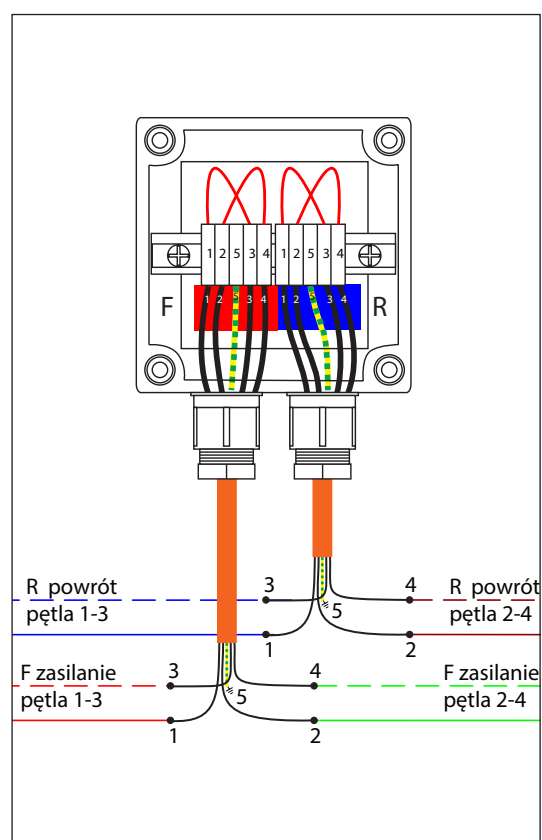 1 2 5 3 4 1 2 5 3 4
F 1 2 5 3 4 1 2 5 3 4 R
R powrót 3 4 R powrót
pętla 1-3 5 pętla 2-4
1 2
F zasilanie 3 4 F zasilanie
pętla 1-3 5 pętla 2-4
1 2